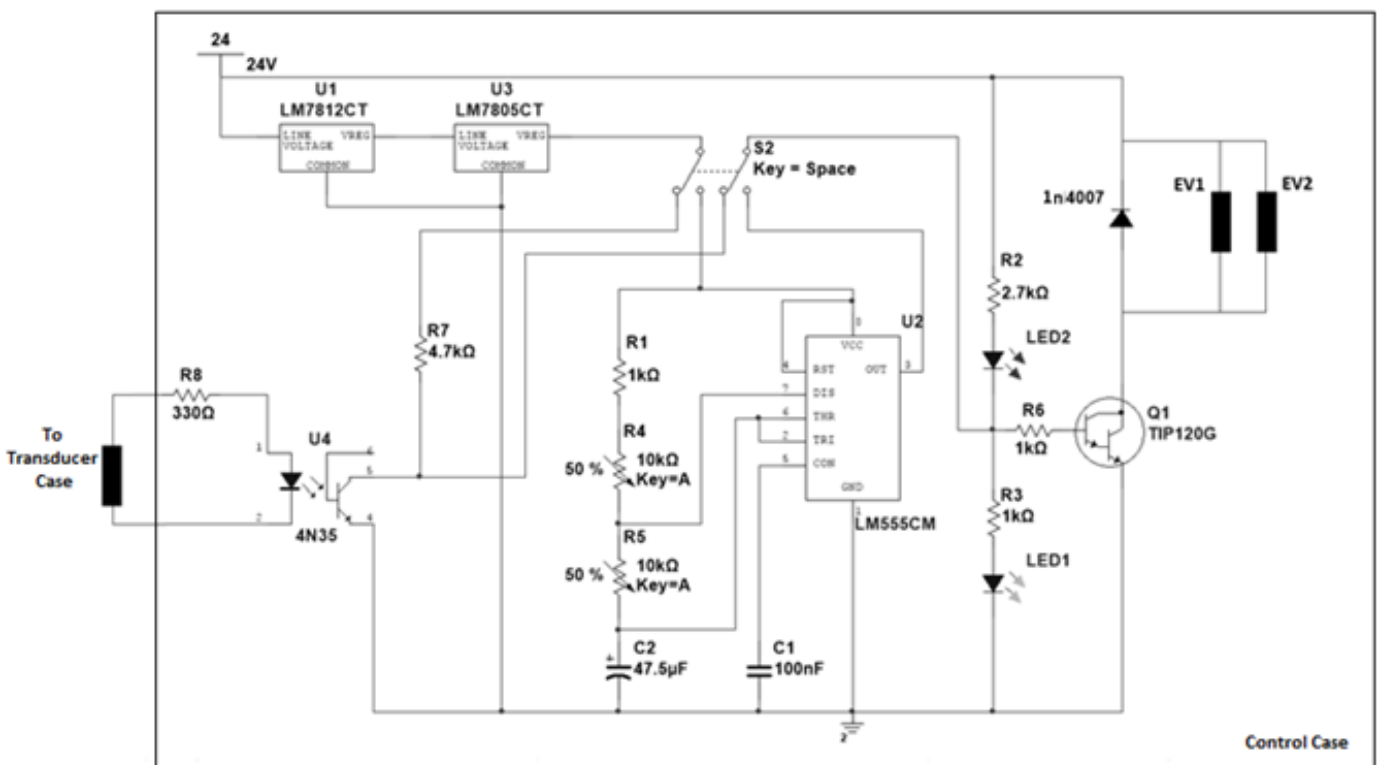 24
24V
U1
LM7812CT
LINE VREG
VOLTAGE
COMMON
U3
LM7805CT
LINE VREG
VOLTAGE
COMMON
S2
Key = Space
EV1
EV2
1n4007
R2
2.7kΩ
LED2
R7
4.7kΩ
R1
1kΩ
8
U2
VCC
4 RST OUT 3
7 DIS
6 THR
2 TRI
5 CON
GND
1
LM555CM
R8
330Ω
To
Transducer
Case
U4
1
2
6
5
4
4N35
R4
10kΩ
50 %
Key=A
R5
10kΩ
50 %
Key=A
R6
1kΩ
Q1
TIP120G
R3
1kΩ
LED1
C2
+
47.5µF
C1
100nF
2
Control Case